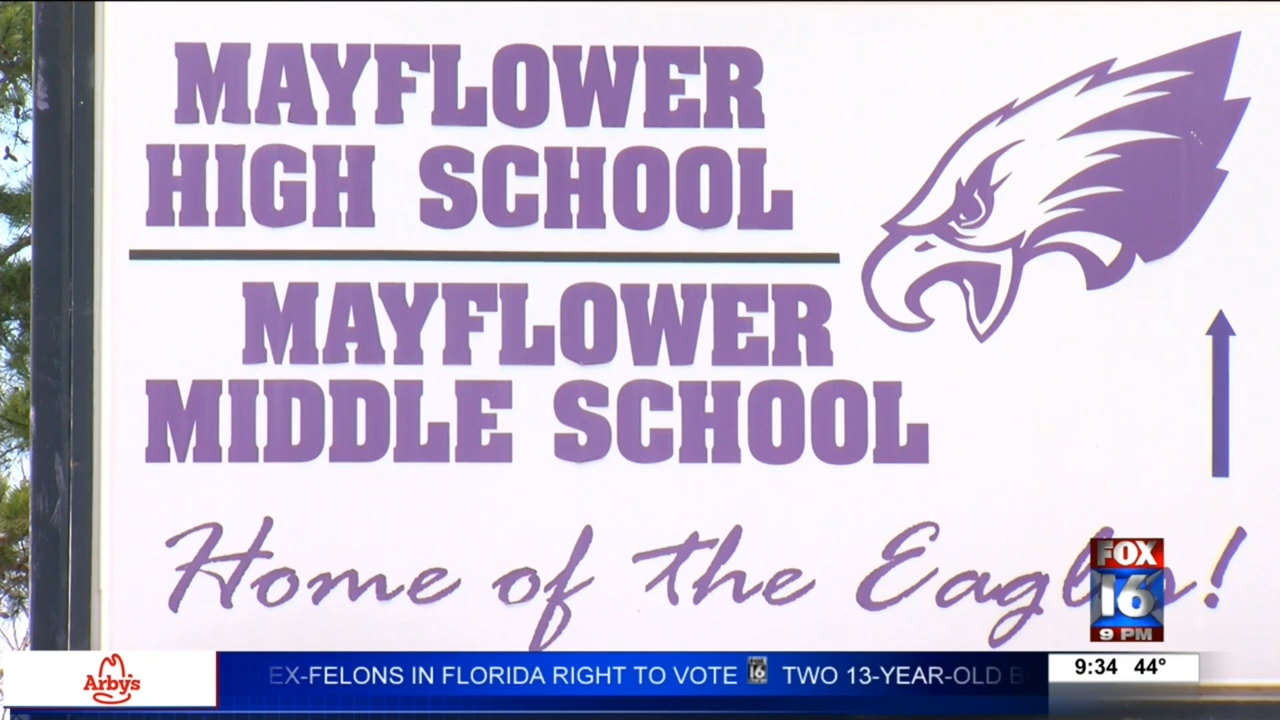 MAYFLOWER
HIGH SCHOOL
MAYFLOWER
MIDDLE SCHOOL
Home of the Eagles!
FOX
16
9 PM
Arby's
EX-FELONS IN FLORIDA RIGHT TO VOTE FOX 16 TWO 13-YEAR-OLD B
9:34 44°